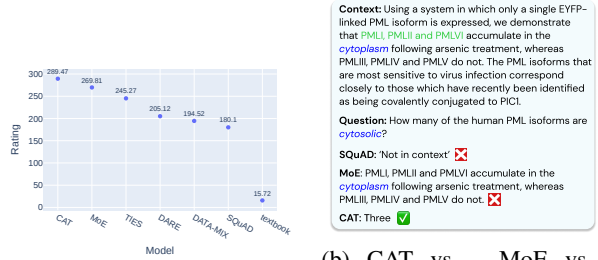 300
250
200
150
100
50
0
Rating
289.47
269.81
245.27
205.12
194.52
180.1
15.72
CAT
MoE
TIES
DARE
DATA-MIX
SQuAD
textbook
Model
Context: Using a system in which only a single EYFP-
linked PML isoform is expressed, we demonstrate
that PMLI, PMLII and PMLVI accumulate in the
cytoplasm following arsenic treatment, whereas
PMLIII, PMLIV and PMLV do not. The PML isoforms that
are most sensitive to virus infection correspond
closely to those which have recently been identified
as being covalently conjugated to PIC1.
Question: How many of the human PML isoforms are
cytosolic?
SQuAD: 'Not in context'
MoE: PMLI, PMLII and PMLVI accumulate in the
cytoplasm following arsenic treatment, whereas
PMLIII, PMLIV and PMLV do not.
CAT: Three
(b) CAT vs. MoE vs